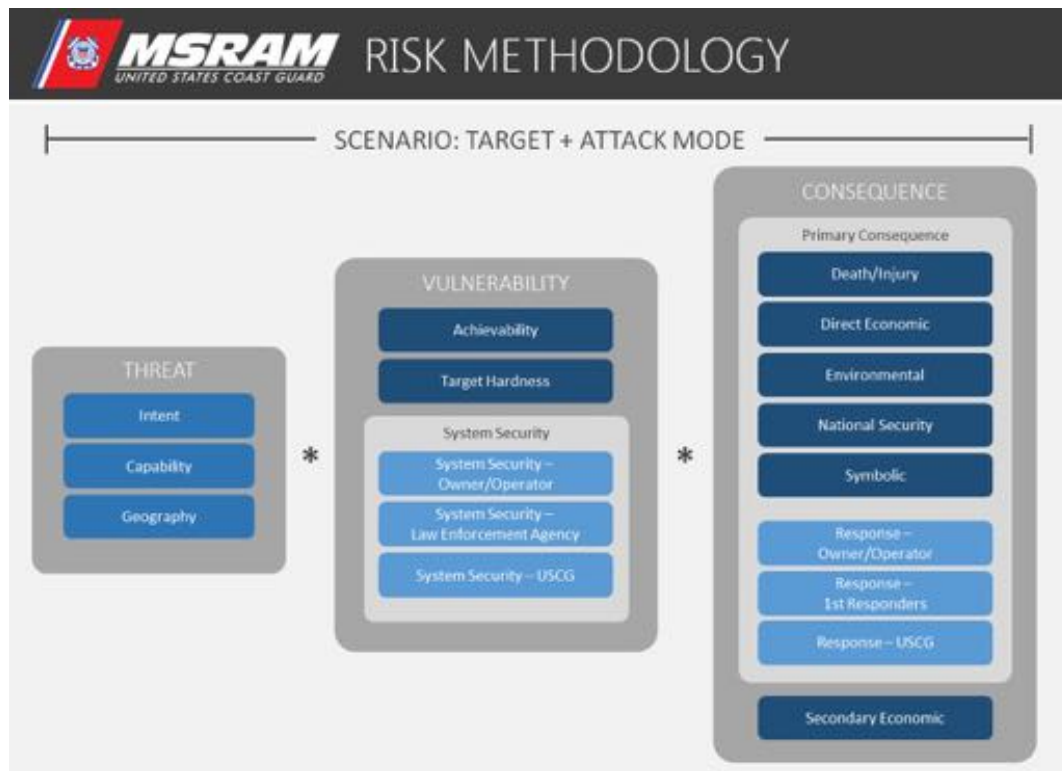 MSRAM
UNITED STATES COAST GUARD
RISK METHODOLOGY
SCENARIO: TARGET + ATTACK MODE
THREAT
Intent
Capability
Geography
*
VULNERABILITY
Achievability
Target Hardness
System Security
System Security –
Owner/Operator
System Security –
Law Enforcement Agency
System Security – USCG
*
CONSEQUENCE
Primary Consequence
Death/Injury
Direct Economic
Environmental
National Security
Symbolic
Response –
Owner/Operator
Response –
1st Responders
Response – USCG
Secondary Economic